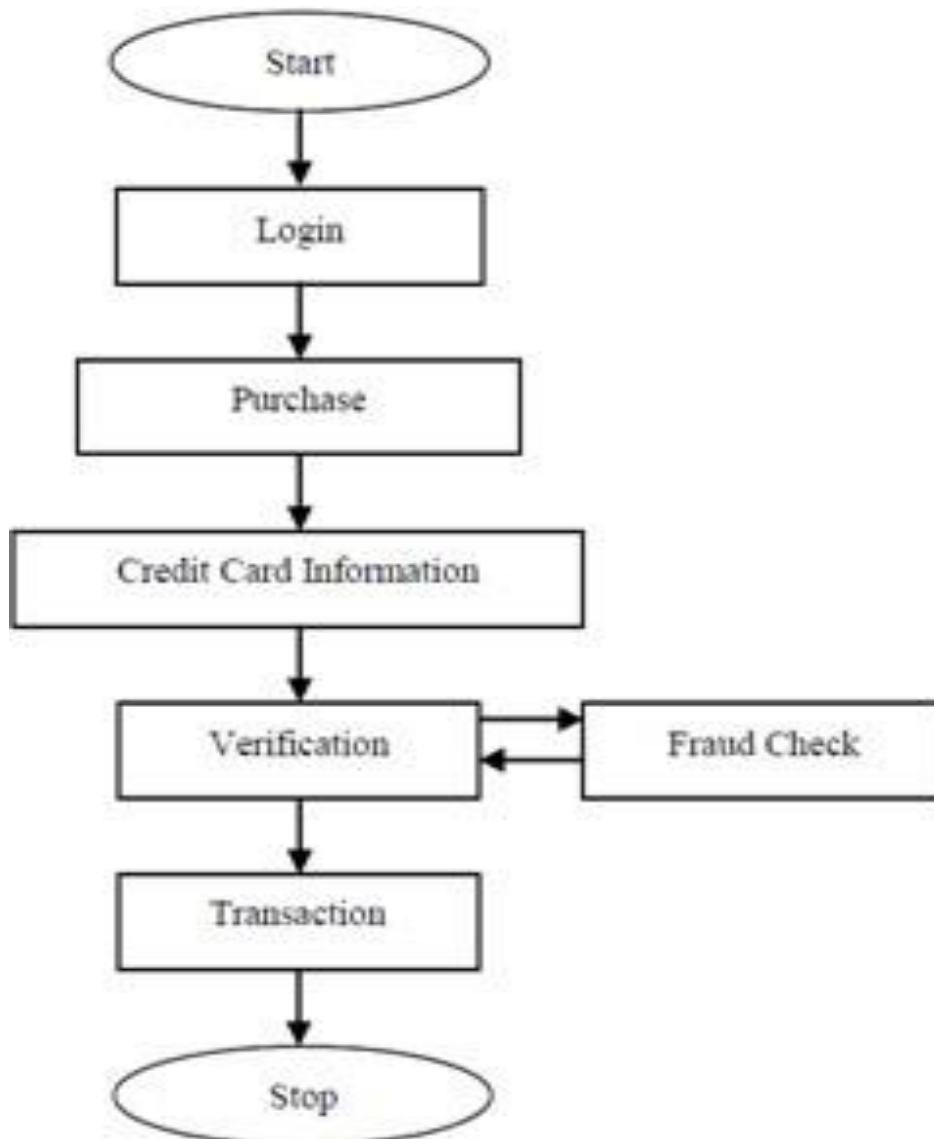 Start
Login
Purchase
Credit Card Information
Verification
Fraud Check
Transaction
Stop